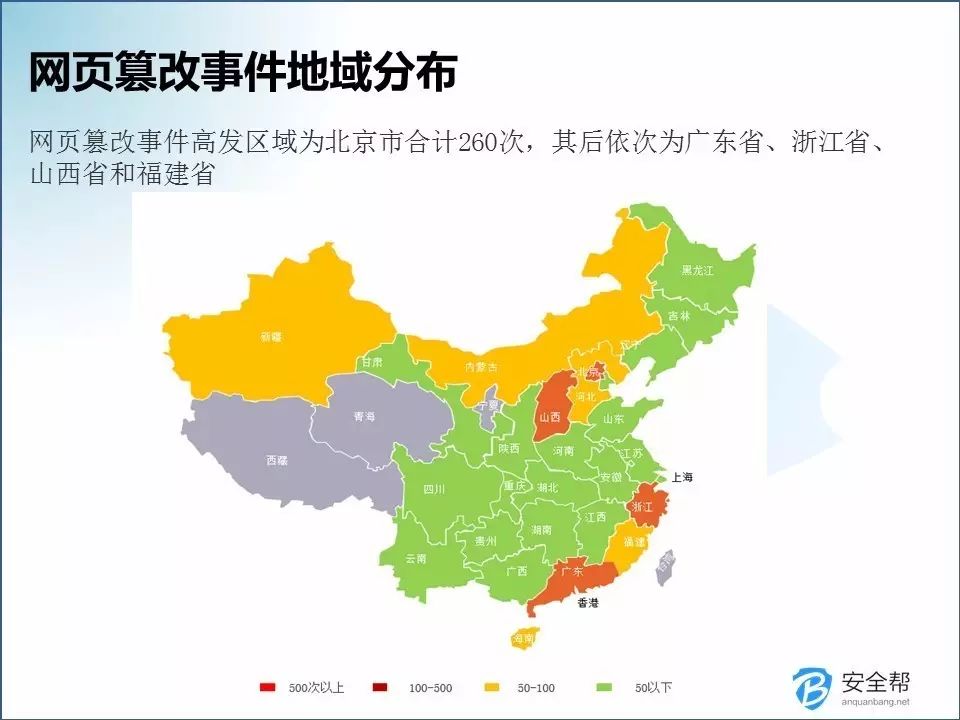 网页篡改事件地域分布
网页篡改事件高发区域为北京市合计260次，其后依次为广东省、浙江省、
山西省和福建省
黑龙江
吉林
辽宁
新疆
甘肃
内蒙古
北京
青海
宁夏
河北
山西
山东
西藏
陕西
河南
江苏
四川
重庆
湖北
安徽
上海
浙江
江西
湖南
贵州
福建
云南
广西
广东
台湾
香港
海南
500次以上
100-500
50-100
50以下
安全帮
anquanbang.net